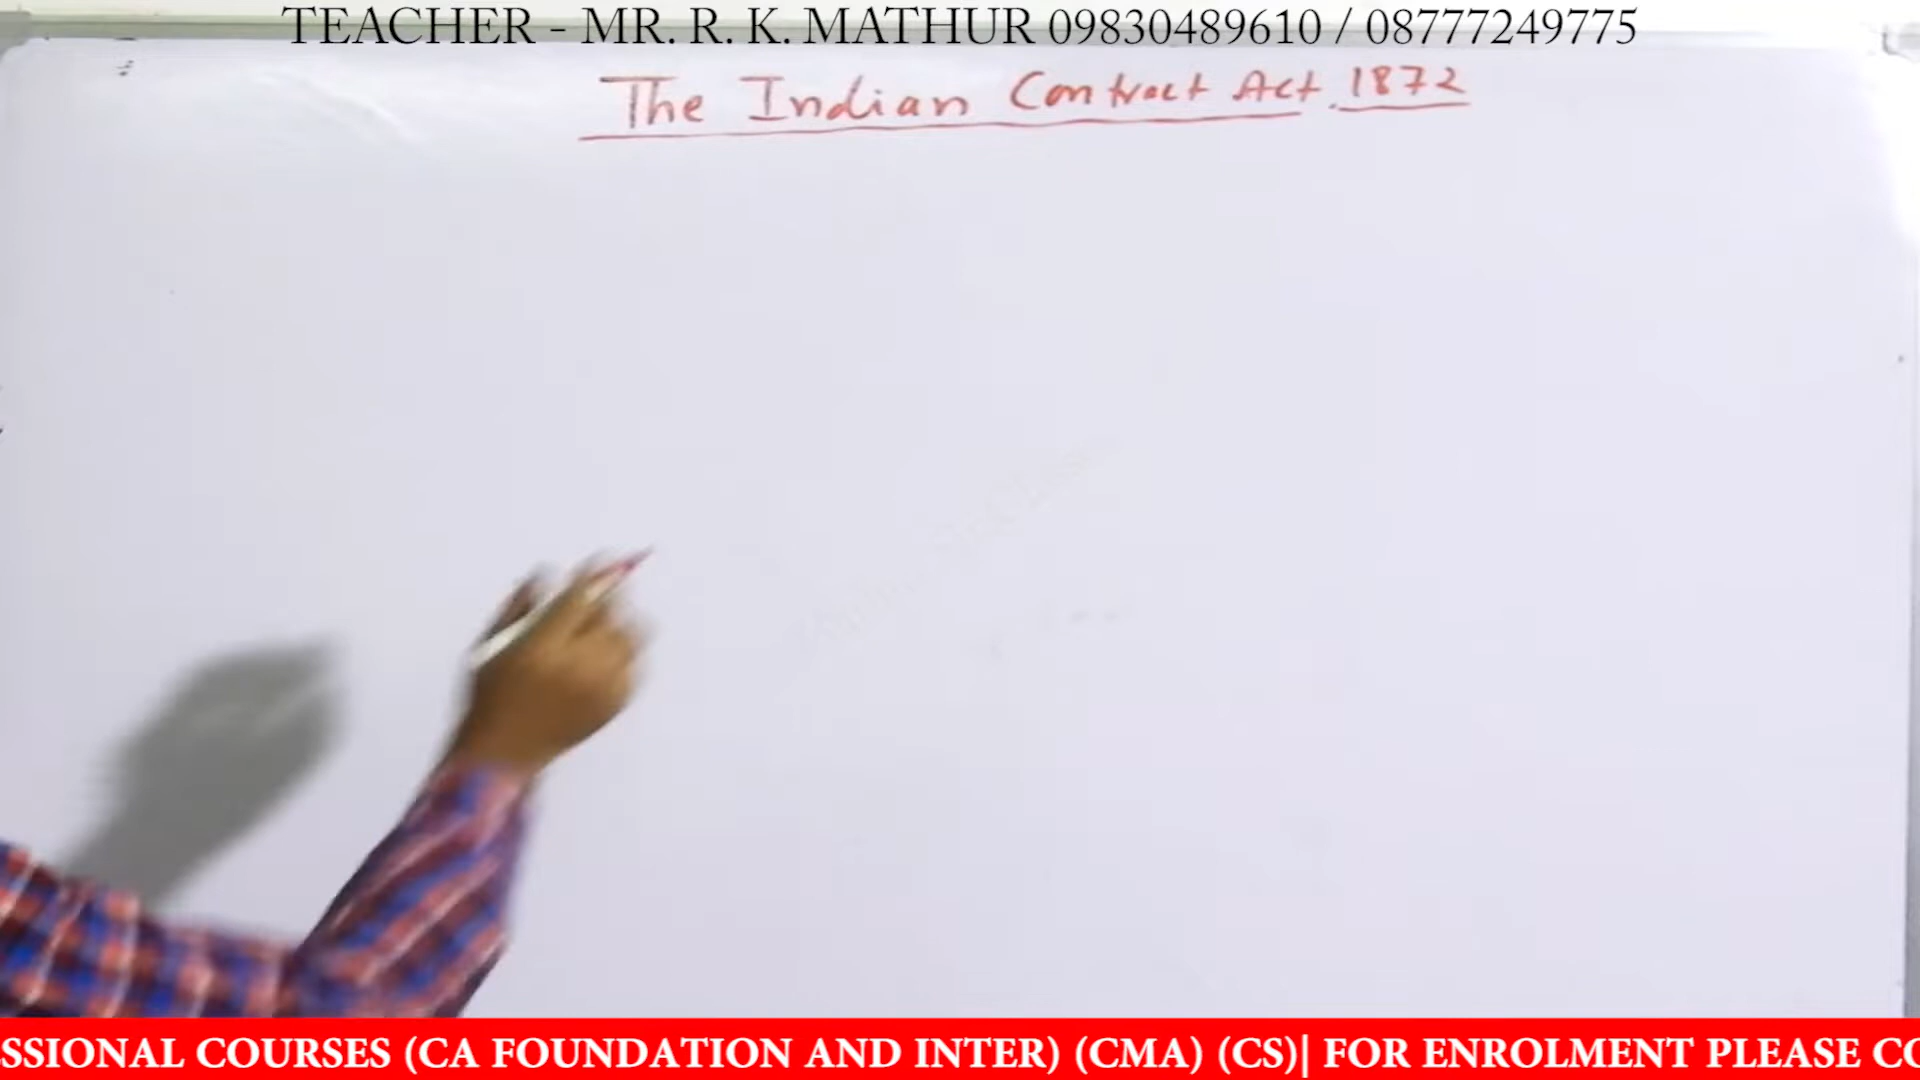 TEACHER - MR. R. K. MATHUR 09830489610 / 08777249775
The Indian Contract Act. 1872
SSIONAL COURSES (CA FOUNDATION AND INTER) (CMA) (CS)| FOR ENROLMENT PLEASE CO